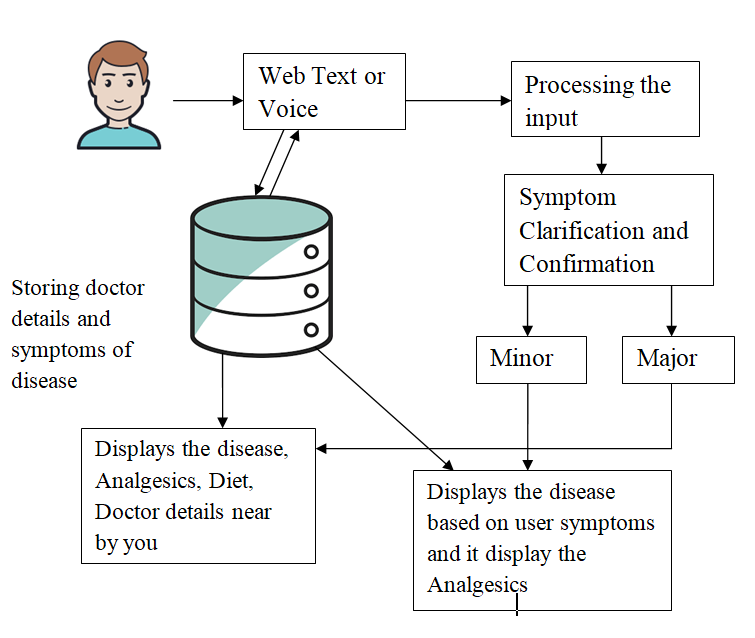 Web Text or
Voice
Processing the
input
Symptom
Clarification and
Confirmation
Storing doctor
details and
symptoms of
disease
Minor
Major
Displays the disease,
Analgesics, Diet,
Doctor details near
by you
Displays the disease
based on user symptoms
and it display the
Analgesics